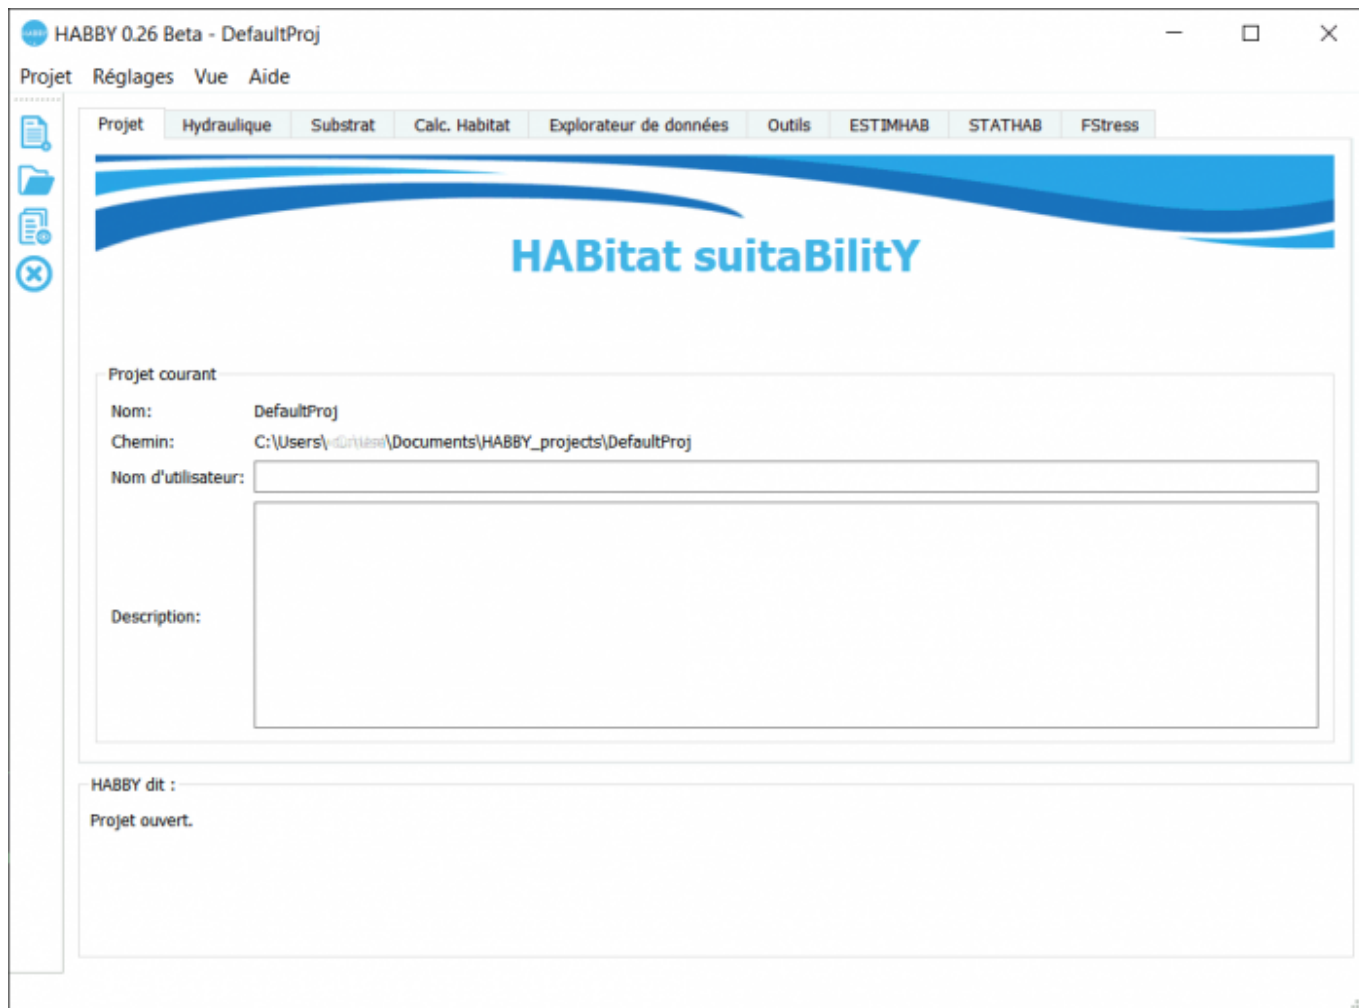 HABBY 0.26 Beta - DefaultProj
Projet Réglages Vue Aide
Projet Hydraulique Substrat Calc. Habitat Explorateur de données Outils ESTIMHAB STATHAB FStress
HABitat suitaBilitY
Projet courant
Nom: DefaultProj
Chemin: C:\Users\ \Documents\HABBY_projects\DefaultProj
Nom d'utilisateur:
Description:
HABBY dit :
Projet ouvert.